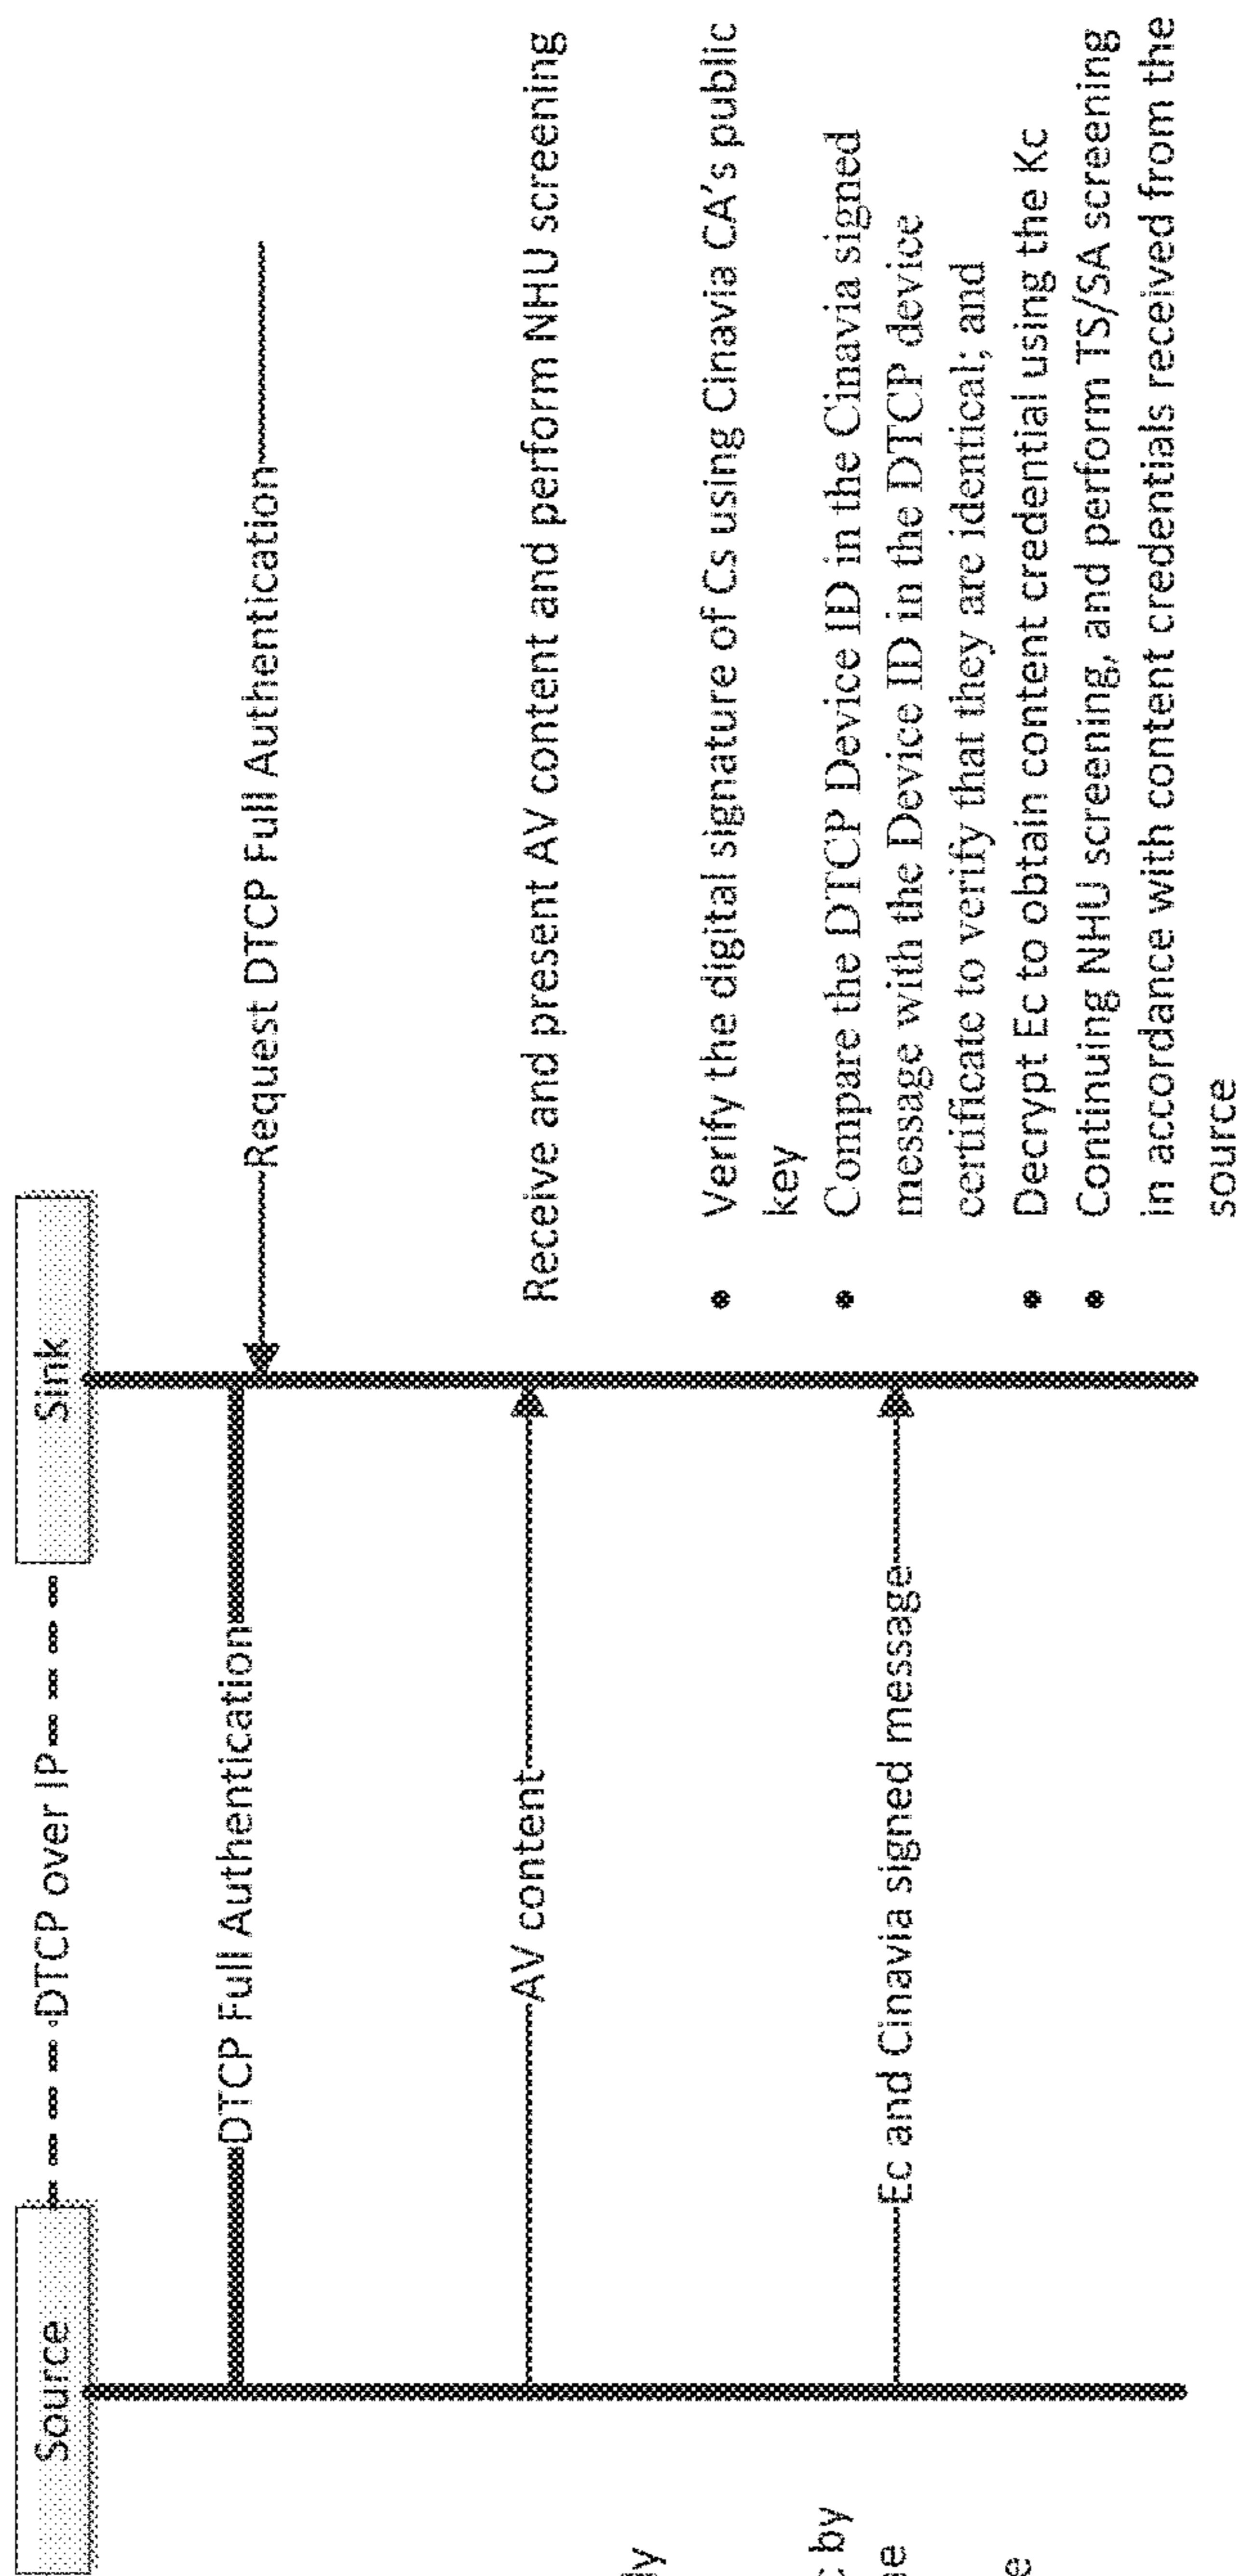 Source
DTCP over IP
Sink
DTCP Full Authentication
Request DTCP Full Authentication
AV content
Receive and present AV content and perform NHU screening
by
Ec and Cinavia signed message
Verify the digital signature of Cs using Cinavia CA's public
key
Compare the DTCP Device ID in the Cinavia signed
message with the Device ID in the DTCP device
certificate to verify that they are identical; and
Decrypt Ec to obtain content credential using the Kc
Continuing NHU screening, and perform TS/SA screening
in accordance with content credentials received from the
source